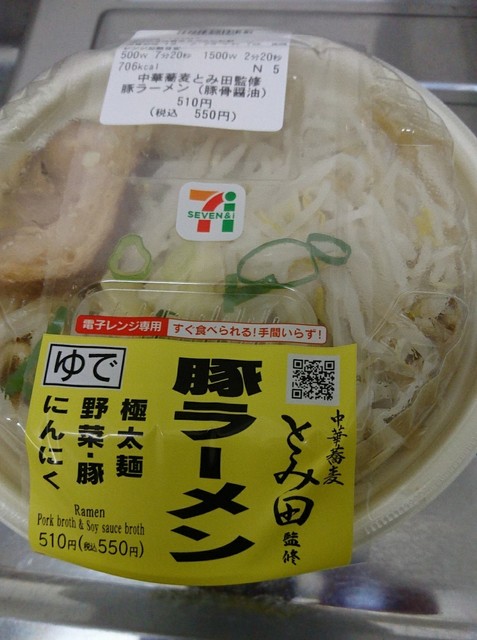 500W 7分20秒 1500W 2分20秒
706kcal N 5
中華蕎麦とみ田監修
豚ラーメン(豚骨醤油)
510円
(税込 550円)
SEVEN&i
電子レンジ専用 すぐ食べられる!手間いらず!
ゆで
豚ラーメン
極太麺
野菜・豚
にんにく
中華蕎麦
とみ田
監修
Ramen
Pork broth & Soy sauce broth
510円(税込550円)